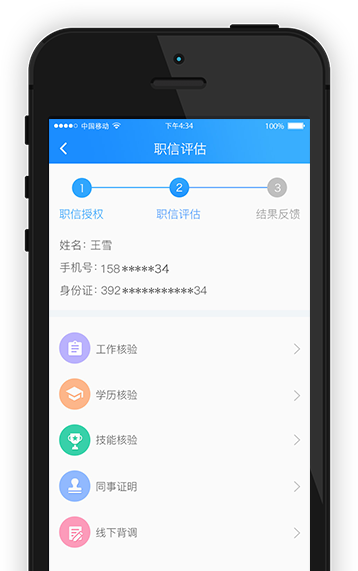 中国移动 下午4:34 100%
职信评估
1 2 3
职信授权 职信评估 结果反馈
姓名：王雪
手机号：158*****34
身份证：392***********34
工作核验
学历核验
技能核验
同事证明
线下背调